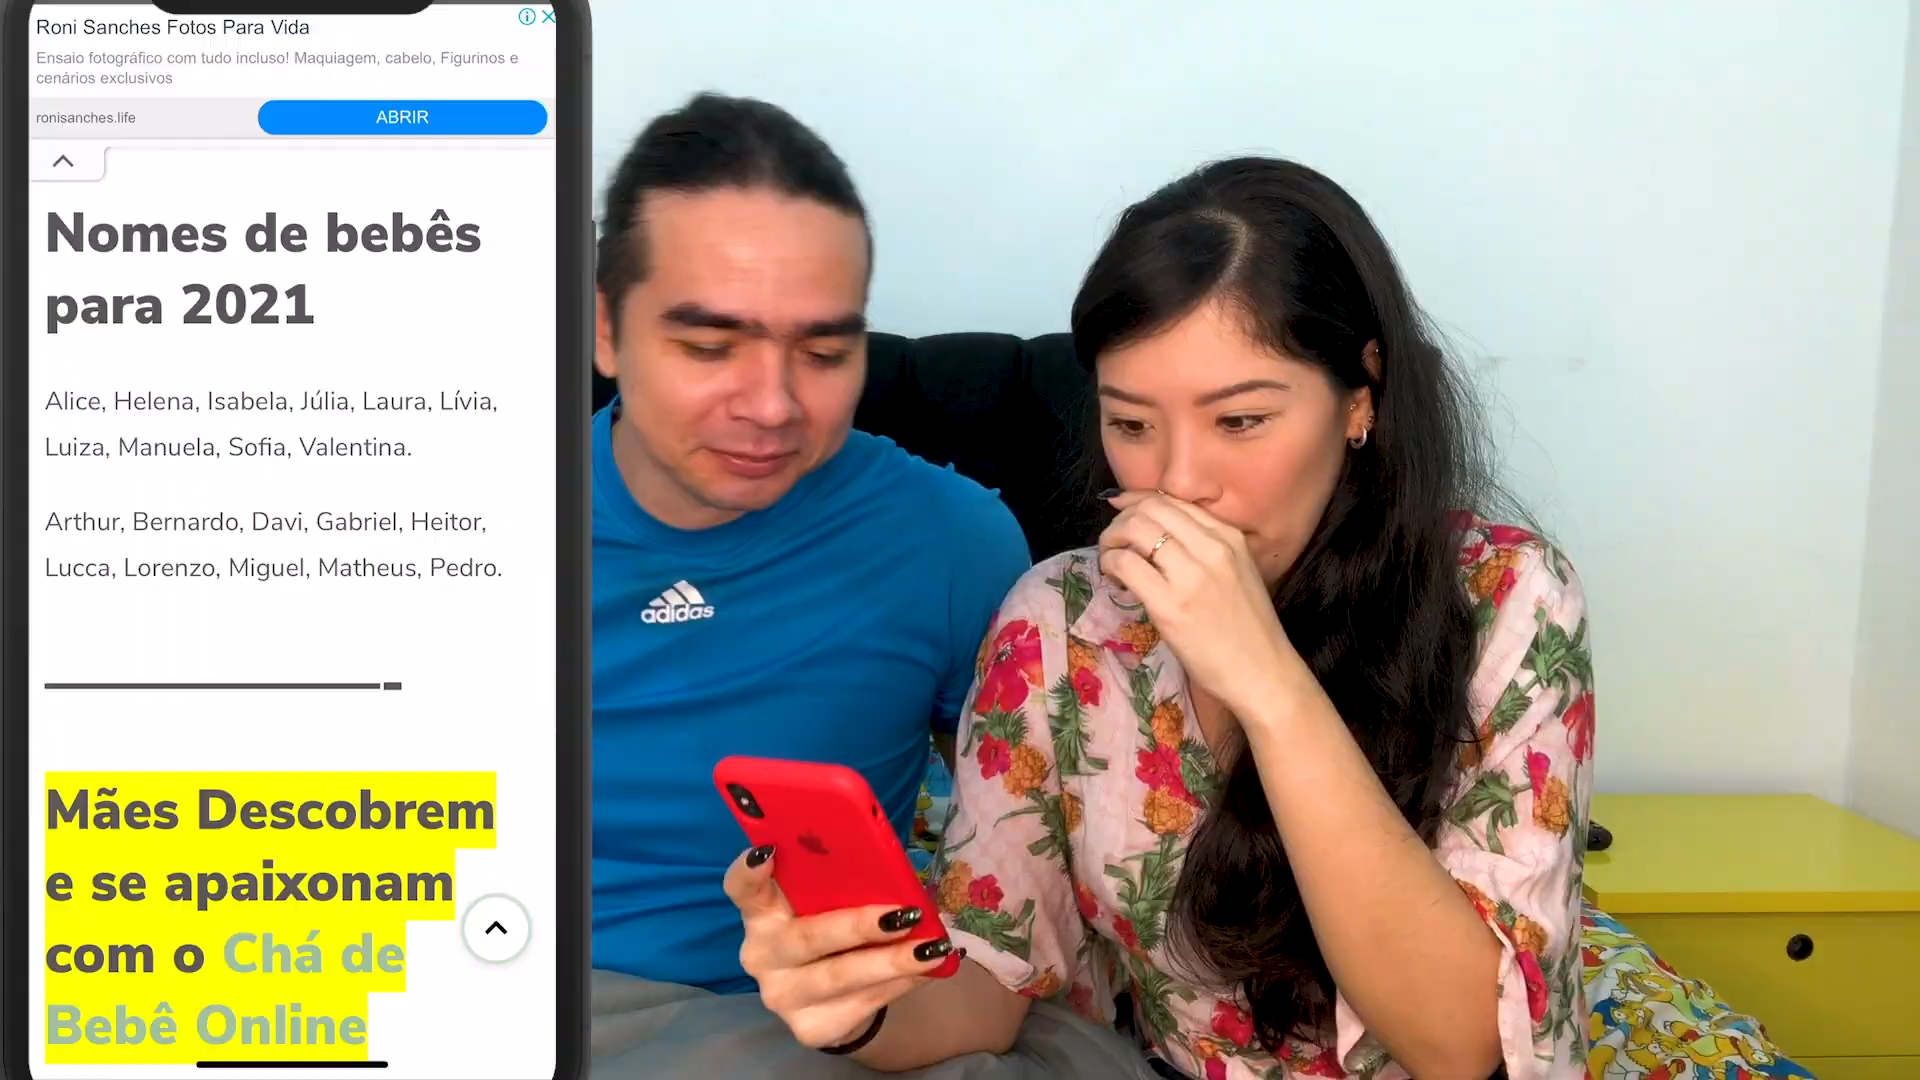 Roni Sanches Fotos Para Vida
Ensaio fotográfico com tudo incluso! Maquiagem, cabelo, Figurinos e
cenários exclusivos
ronisanches.life
ABRIR
Nomes de bebês
para 2021
Alice, Helena, Isabela, Júlia, Laura, Lívia,
Luiza, Manuela, Sofia, Valentina.
Arthur, Bernardo, Davi, Gabriel, Heitor,
Lucca, Lorenzo, Miguel, Matheus, Pedro.
Mães Descobrem
e se apaixonam
com o Chá de
Bebê Online
adidas